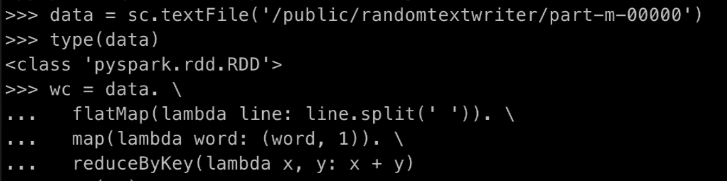 >>> data = sc.textFile('/public/randomtextwriter/part-m-00000')
>>> type(data)
<class 'pyspark.rdd.RDD'>
>>> wc = data. \
...   flatMap(lambda line: line.split(' ')). \
...   map(lambda word: (word, 1)). \
...   reduceByKey(lambda x, y: x + y)